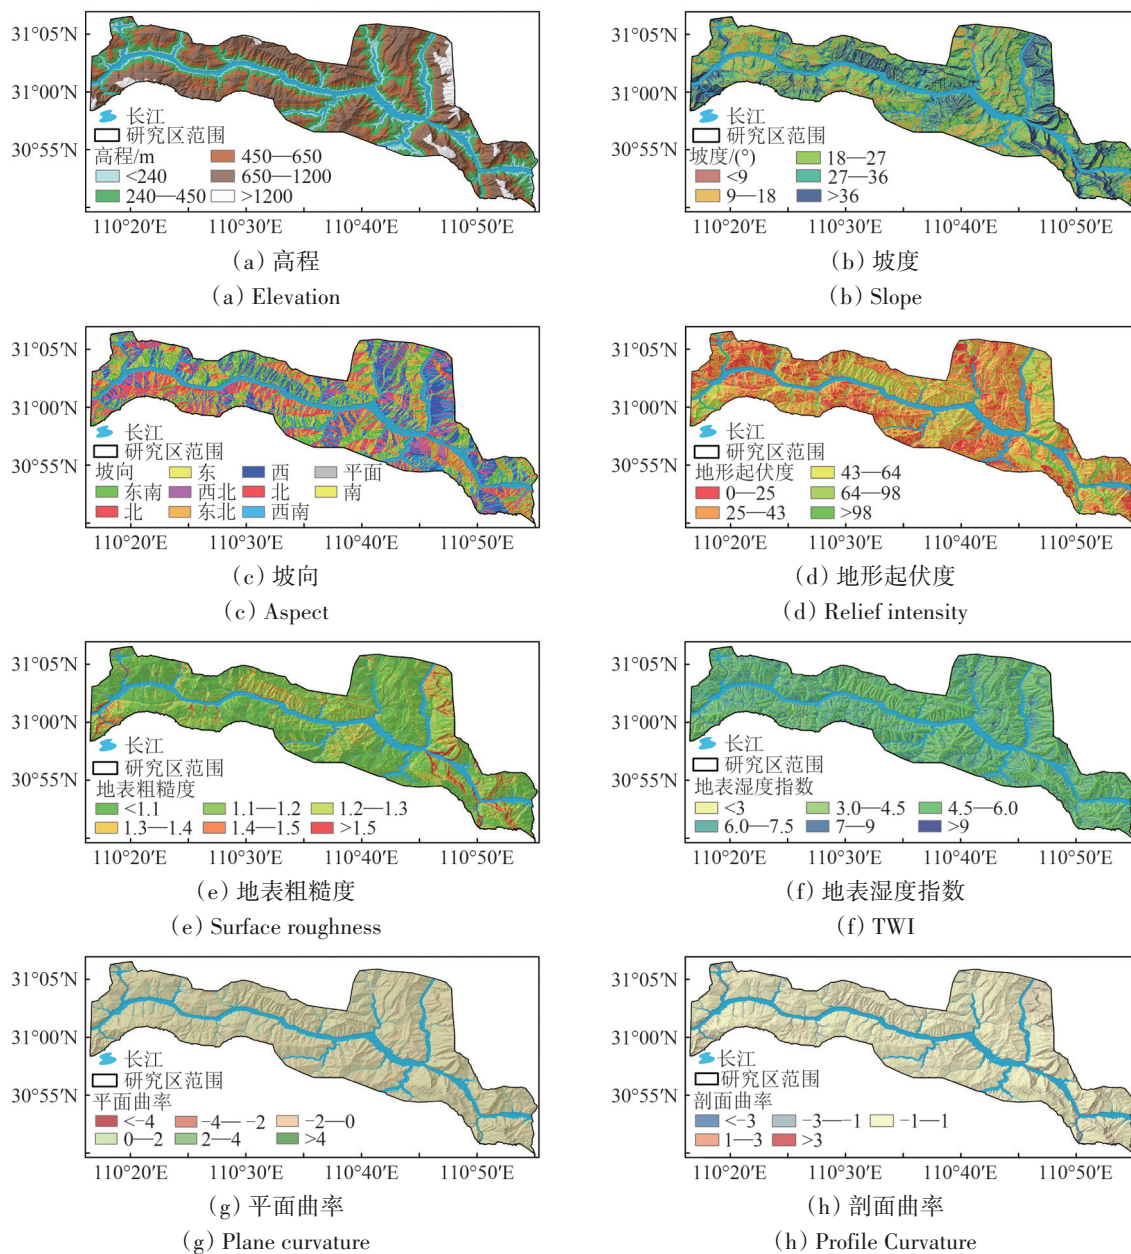 31°05′N
31°00′N
30°55′N
长江
研究区范围
高程/m
<240
240—450
450—650
650—1200
>1200
110°20′E 110°30′E 110°40′E 110°50′E
(a) 高程
(a) Elevation
31°05′N
31°00′N
30°55′N
长江
研究区范围
坡度/(°)
<9
9—18
18—27
27—36
>36
110°20′E 110°30′E 110°40′E 110°50′E
(b) 坡度
(b) Slope
31°05′N
31°00′N
30°55′N
长江
研究区范围
坡向 东 西 平面
东南 西北 北 南
北 东北 西南
110°20′E 110°30′E 110°40′E 110°50′E
(c) 坡向
(c) Aspect
31°05′N
31°00′N
30°55′N
长江
研究区范围
地形起伏度
0—25
25—43
43—64
64—98
>98
110°20′E 110°30′E 110°40′E 110°50′E
(d) 地形起伏度
(d) Relief intensity
31°05′N
31°00′N
30°55′N
长江
研究区范围
地表粗糙度
<1.1 1.1—1.2 1.2—1.3
1.3—1.4 1.4—1.5 >1.5
110°20′E 110°30′E 110°40′E 110°50′E
(e) 地表粗糙度
(e) Surface roughness
31°05′N
31°00′N
30°55′N
长江
研究区范围
地表湿度指数
<3 3.0—4.5 4.5—6.0
6.0—7.5 7—9 >9
110°20′E 110°30′E 110°40′E 110°50′E
(f) 地表湿度指数
(f) TWI
31°05′N
31°00′N
30°55′N
长江
研究区范围
平面曲率
<-4 -4— -2 -2—0
0—2 2—4 >4
110°20′E 110°30′E 110°40′E 110°50′E
(g) 平面曲率
(g) Plane curvature
31°05′N
31°00′N
30°55′N
长江
研究区范围
剖面曲率
<-3 -3—-1 -1—1
1—3 >3
110°20′E 110°30′E 110°40′E 110°50′E
(h) 剖面曲率
(h) Profile Curvature